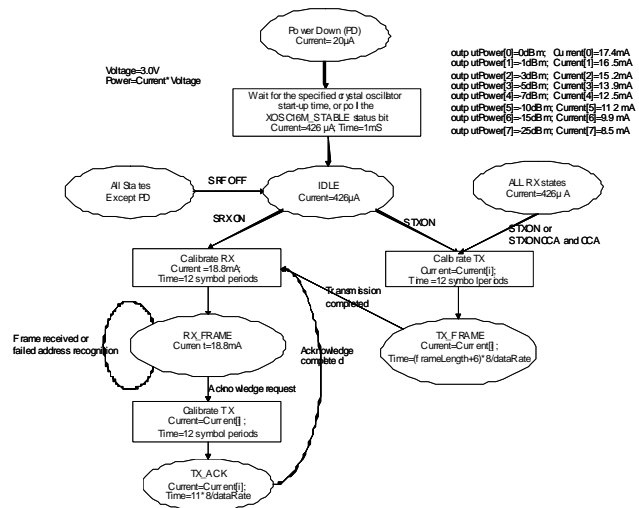 Power Down (PD)
Current= 20µA
Voltage=3.0V
Power=Current* Voltage
outputPower[0]=0dBm; Current[0]=17.4mA
outputPower[1]=-1dBm; Current[1]=16.5mA
outputPower[2]=-3dBm; Current[2]=15.2mA
outputPower[3]=-5dBm; Current[3]=13.9mA
outputPower[4]=-7dBm; Current[4]=12.5mA
outputPower[5]=-10dBm; Current[5]=11.2 mA
outputPower[6]=-15dBm; Current[6]=9.9 mA
outputPower[7]=-25dBm; Current[7]=8.5 mA
Wait for the specified crystal oscillator
start-up time, or poll the
XOSC16M_STABLE status bit
Current=426 µA; Time=1mS
All States
Except PD
SRFOFF
IDLE
Current=426µA
ALL RX states
Current=426µ A
SRXON
STXON
STXON or
STXONCCA and CCA
Calibrate RX
Current =18.8mA;
Time=12 symbol periods
Calibrate TX
Current=Current[i];
Time=12 symbol periods
Transmission
completed
Frame received or
failed address recognition
RX_FRAME
Current=18.8mA
Acknowledge
completed
TX_FRAME
Current=Current[i];
Time=(frameLength+6)*8/dataRate
Acknowledge request
Calibrate TX
Current=Current[i] ;
Time=12 symbol periods
TX_ACK
Current=Current[i];
Time=11*8/dataRate